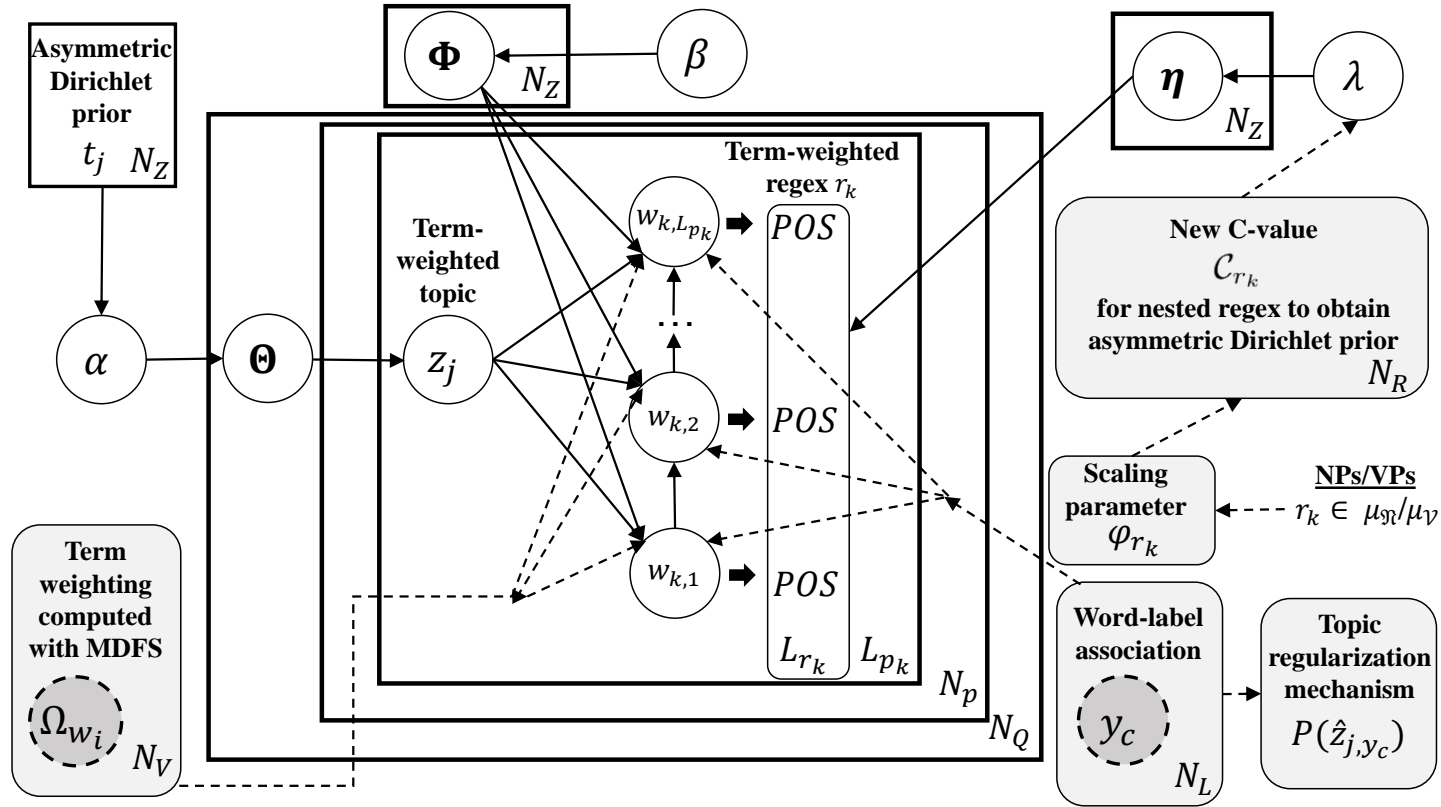 Asymmetric
Dirichlet
prior
t_j N_Z
Φ
N_Z
β
η
N_Z
λ
Term-weighted
regex r_k
w_{k,L_{p_k}}
POS
Term-
weighted
topic
...
α
Θ
z_j
w_{k,2}
POS
w_{k,1}
POS
L_{r_k}
L_{p_k}
N_p
N_Q
New C-value
𝒞_{r_k}
for nested regex to obtain
asymmetric Dirichlet prior
N_R
Scaling
parameter
φ_{r_k}
NPs/VPs
r_k ∈ μ_ℜ/μ_𝒱
Term
weighting
computed
with MDFS
Ω_{w_i}
N_V
Word-label
association
y_c
N_L
Topic
regularization
mechanism
P(ẑ_{j,y_c})